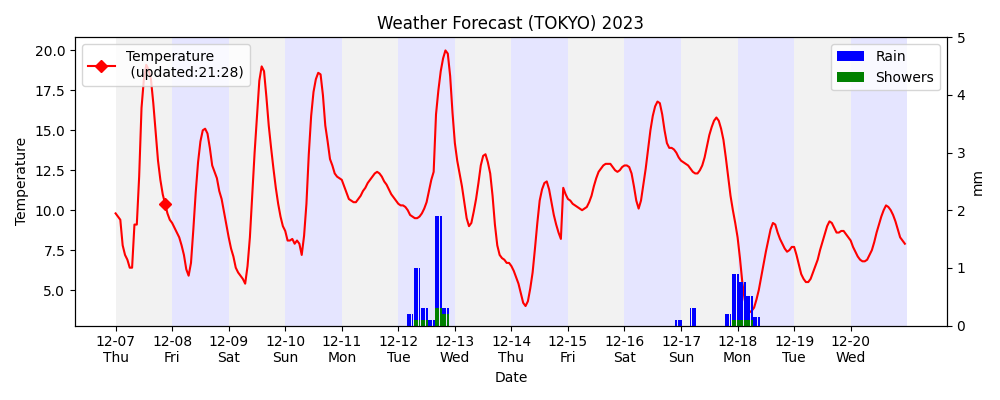 Weather Forecast (TOKYO) 2023
Temperature
(updated:21:28)
Rain
Showers
20.0
17.5
15.0
12.5
10.0
7.5
5.0
Temperature
5
4
3
2
1
0
mm
12-07 12-08 12-09 12-10 12-11 12-12 12-13 12-14 12-15 12-16 12-17 12-18 12-19 12-20
Thu Fri Sat Sun Mon Tue Wed Thu Fri Sat Sun Mon Tue Wed
Date